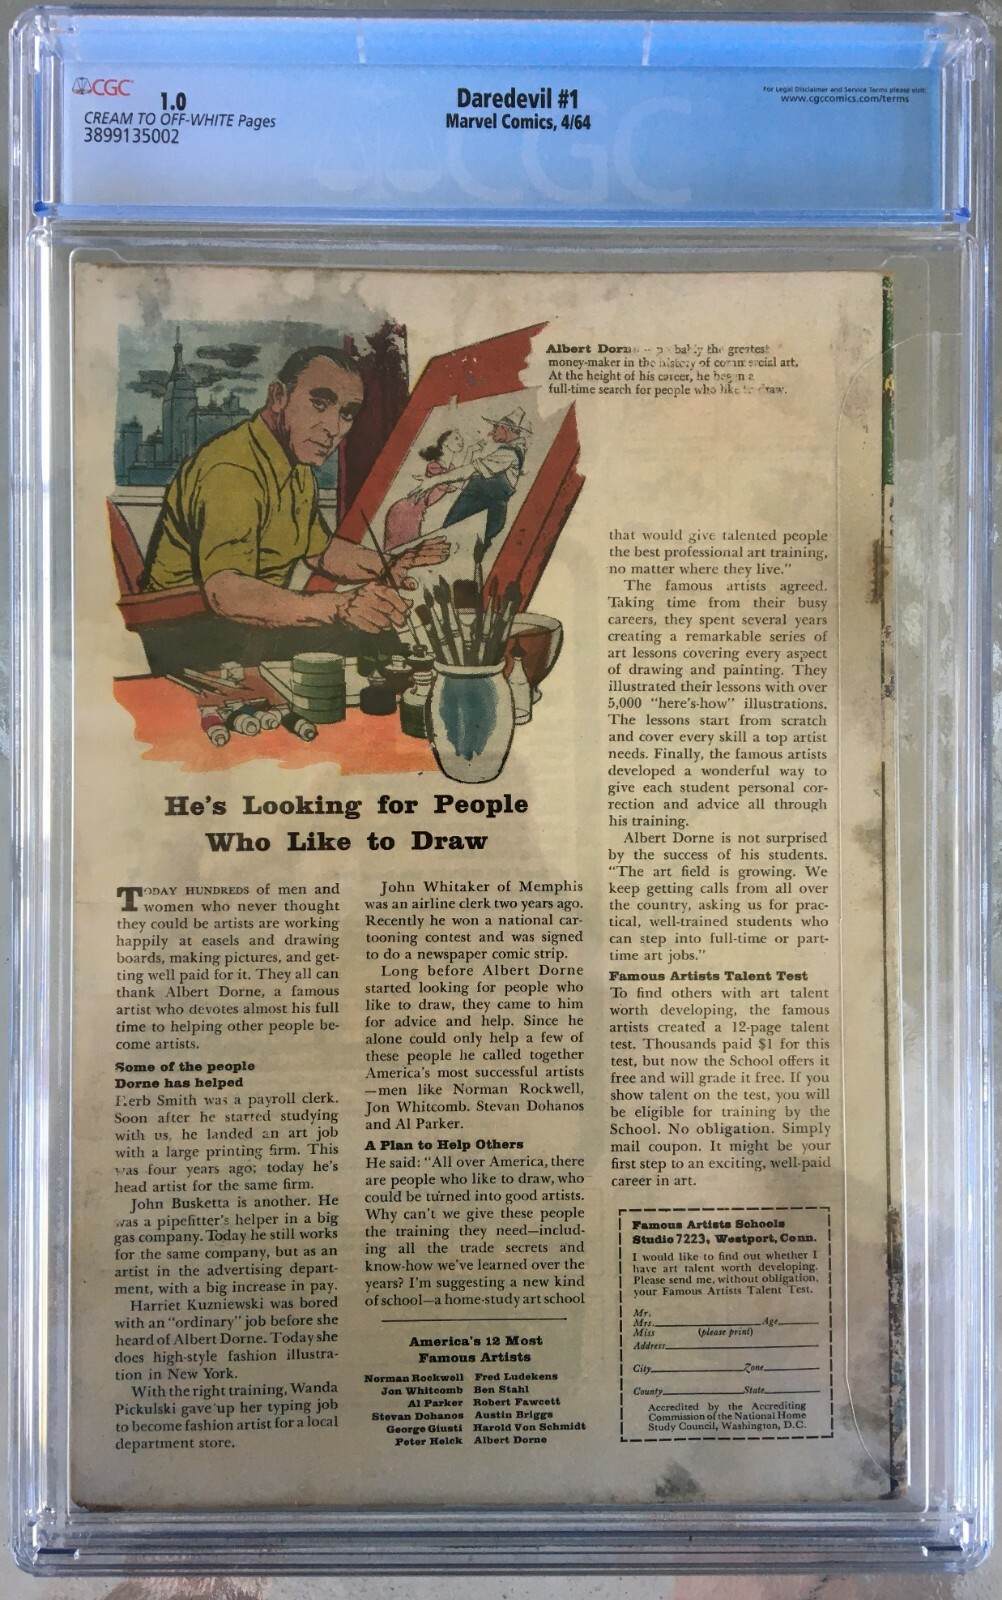 CGC
1.0
CREAM TO OFF-WHITE Pages
3899135002
Daredevil #1
Marvel Comics, 4/64
For Legal Disclaimer and Service Terms please visit:
www.cgccomics.com/terms
CGC
Albert the greatest
money-maker in the history of commercial art.
At the height of his career, he began a
full-time search for people who like to draw.
He's Looking for People
Who Like to Draw
TODAY HUNDREDS of men and
women who never thought
they could be artists are working
happily at easels and drawing
boards, making pictures, and get-
ting well paid for it. They all can
thank Albert Dorne, a famous
artist who devotes almost his full
time to helping other people be-
come artists.
Some of the people
Dorne has helped
Herb Smith was a payroll clerk.
Soon after he started studying
with us, he landed an art job
with a large printing firm. This
was four years ago; today he's
head artist for the same firm.
John Busketta is another. He
was a pipefitter's helper in a big
gas company. Today he still works
for the same company, but as an
artist in the advertising depart-
ment, with a big increase in pay.
Harriet Kuzniewski was bored
with an "ordinary" job before she
heard of Albert Dorne. Today she
does high-style fashion illustra-
tion in New York.
With the right training, Wanda
Pickulski gave up her typing job
to become fashion artist for a local
department store.
John Whitaker of Memphis
was an airline clerk two years ago.
Recently he won a national car-
tooning contest and was signed
to do a newspaper comic strip.
Long before Albert Dorne
started looking for people who
like to draw, they came to him
for advice and help. Since he
alone could only help a few of
these people he called together
America's most successful artists
—men like Norman Rockwell,
Jon Whitcomb. Stevan Dohanos
and Al Parker.
A Plan to Help Others
He said: "All over America, there
are people who like to draw, who
could be turned into good artists.
Why can't we give these people
the training they need—includ-
ing all the trade secrets and
know-how we've learned over the
years? I'm suggesting a new kind
of school—a home-study art school
America's 12 Most
Famous Artists
Norman Rockwell Fred Ludekens
Jon Whitcomb Ben Stahl
Al Parker Robert Fawcett
Stevan Dohanos Austin Briggs
George Giusti Harold Von Schmidt
Peter Helck Albert Dorne
that would give talented people
the best professional art training,
no matter where they live."
The famous artists agreed.
Taking time from their busy
careers, they spent several years
creating a remarkable series of
art lessons covering every aspect
of drawing and painting. They
illustrated their lessons with over
5,000 "here's-how" illustrations.
The lessons start from scratch
and cover every skill a top artist
needs. Finally, the famous artists
developed a wonderful way to
give each student personal cor-
rection and advice all through
his training.
Albert Dorne is not surprised
by the success of his students.
"The art field is growing. We
keep getting calls from all over
the country, asking us for prac-
tical, well-trained students who
can step into full-time or part-
time art jobs."
Famous Artists Talent Test
To find others with art talent
worth developing, the famous
artists created a 12-page talent
test. Thousands paid $1 for this
test, but now the School offers it
free and will grade it free. If you
show talent on the test, you will
be eligible for training by the
School. No obligation. Simply
mail coupon. It might be your
first step to an exciting, well-paid
career in art.
Famous Artists Schools
Studio 7223, Westport, Conn.
I would like to find out whether I
have art talent worth developing.
Please send me, without obligation,
your Famous Artists Talent Test.
Mr.
Mrs. Age
Miss (please print)
Address
City Zone
County State
Accredited by the Accrediting
Commission of the National Home
Study Council, Washington, D.C.